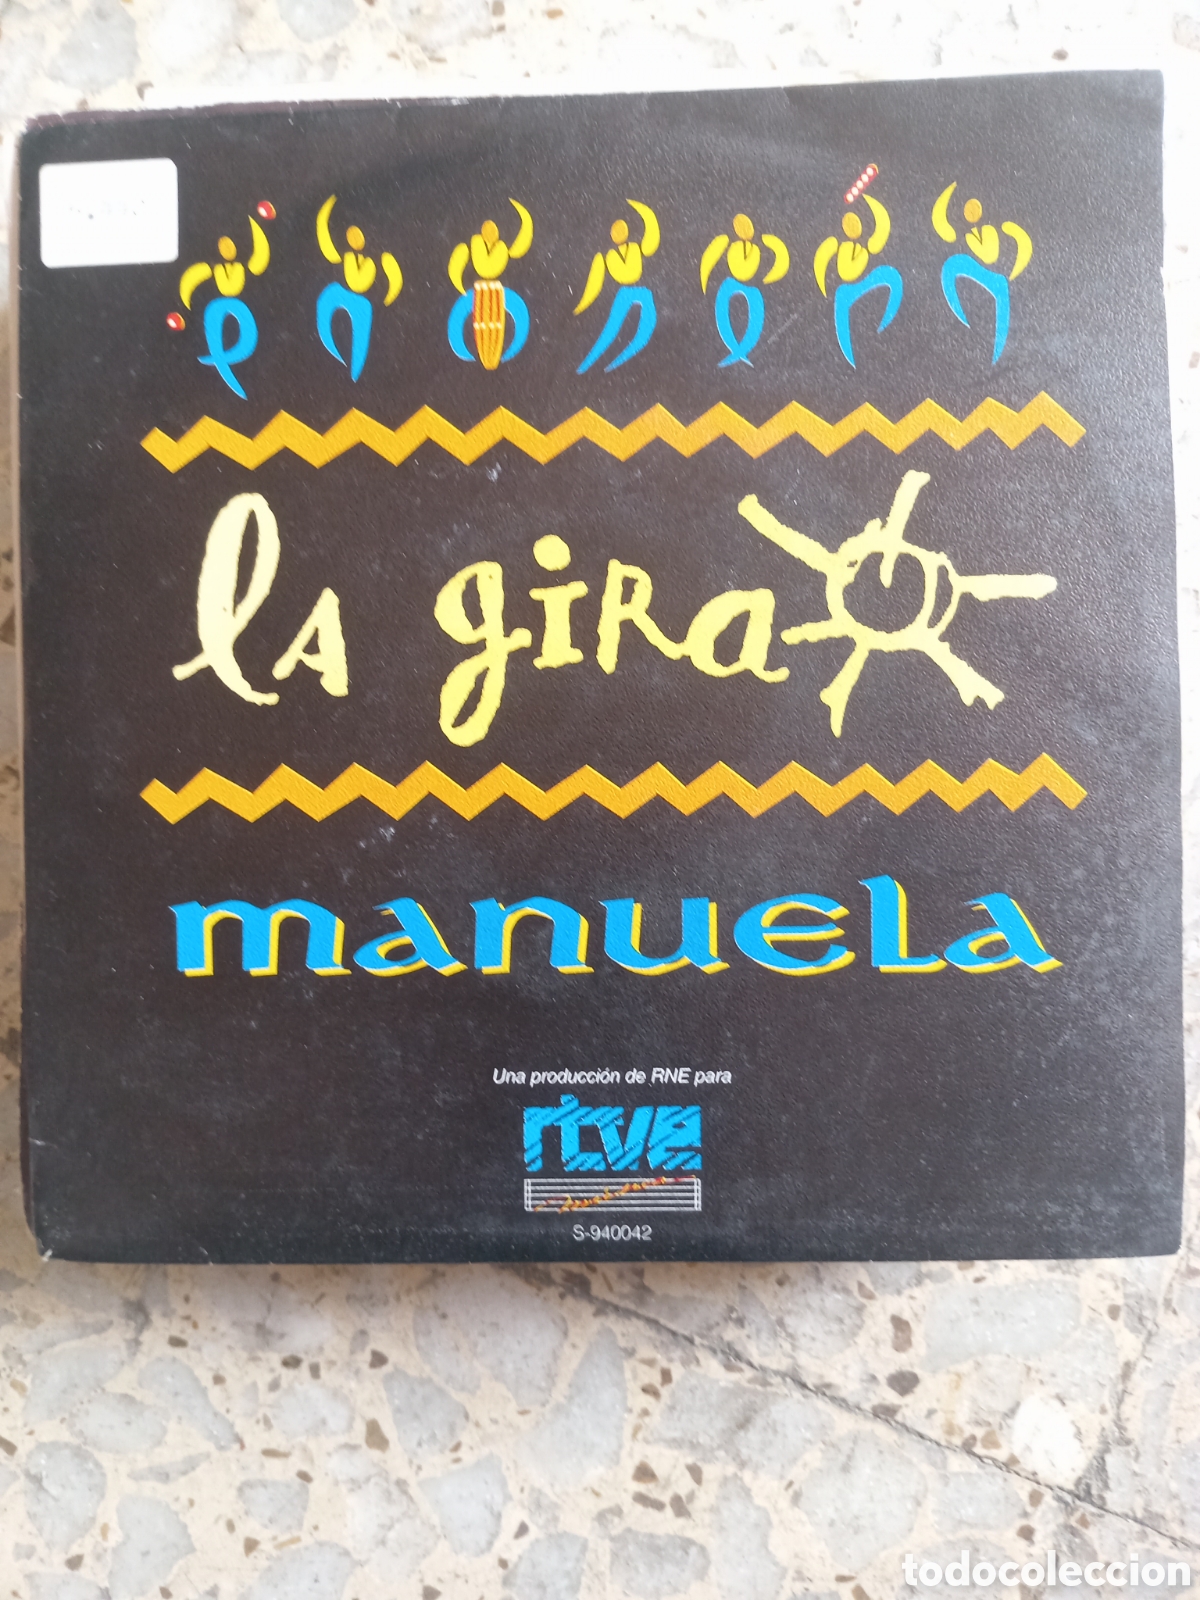 La gira
manuela
Una producción de RNE para
rtve
S-940042
todocoleccion